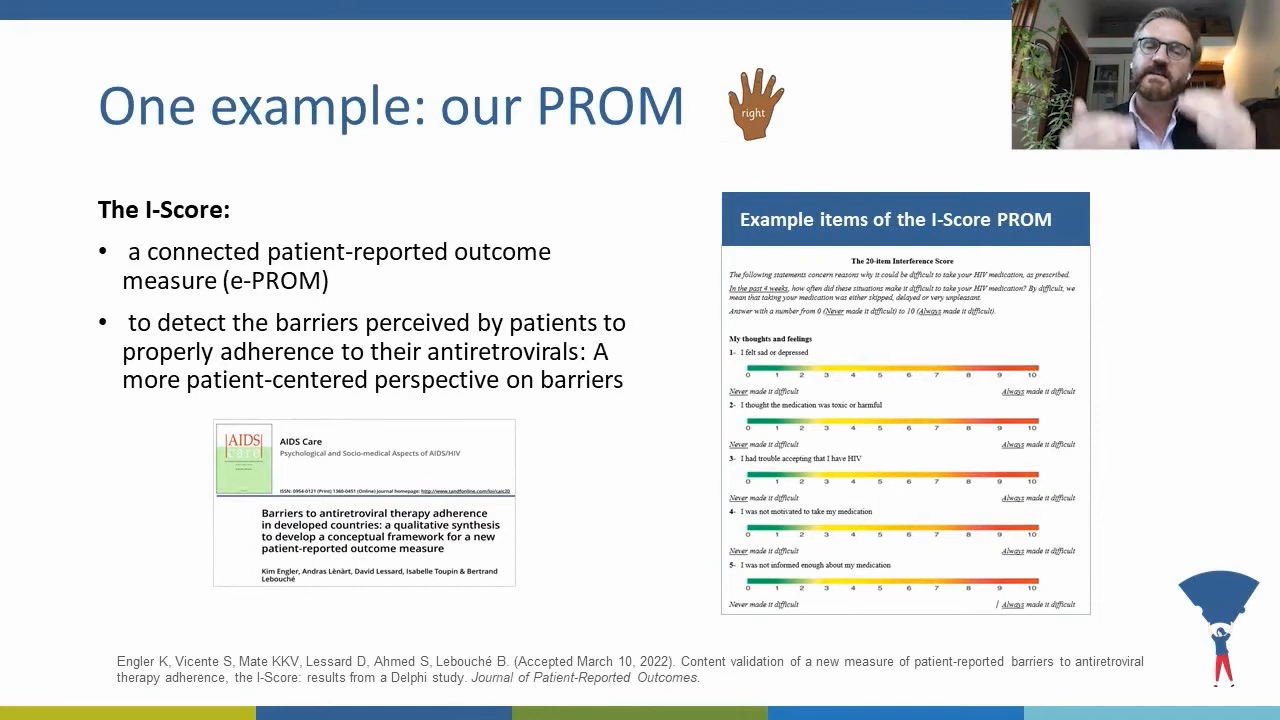 One example: our PROM
right
The I-Score:
• a connected patient-reported outcome
measure (e-PROM)
• to detect the barriers perceived by patients to
properly adherence to their antiretrovirals: A
more patient-centered perspective on barriers
AIDS
care
AIDS Care
Psychological and Socio-medical Aspects of AIDS/HIV
ISSN: 0954-0121 (Print) 1360-0451 (Online) Journal homepage: http://www.tandfonline.com/loi/caic20
Barriers to antiretroviral therapy adherence
in developed countries: a qualitative synthesis
to develop a conceptual framework for a new
patient-reported outcome measure
Kim Engler, Andras Lènàrt, David Lessard, Isabelle Toupin & Bertrand
Lebouché
Example items of the I-Score PROM
The 20-item Interference Score
The following statements concern reasons why it could be difficult to take your HIV medication, as prescribed.
In the past 4 weeks, how often did these situations make it difficult to take your HIV medication? By difficult, we
mean that taking your medication was either skipped, delayed or very unpleasant.
Answer with a number from 0 (Never made it difficult) to 10 (Always made it difficult).
My thoughts and feelings
1- I felt sad or depressed
0 1 2 3 4 5 6 7 8 9 10
Never made it difficult Always made it difficult
2- I thought the medication was toxic or harmful
0 1 2 3 4 5 6 7 8 9 10
Never made it difficult Always made it difficult
3- I had trouble accepting that I have HIV
0 1 2 3 4 5 6 7 8 9 10
Never made it difficult Always made it difficult
4- I was not motivated to take my medication
0 1 2 3 4 5 6 7 8 9 10
Never made it difficult Always made it difficult
5- I was not informed enough about my medication
0 1 2 3 4 5 6 7 8 9 10
Never made it difficult / Always made it difficult
Engler K, Vicente S, Mate KKV, Lessard D, Ahmed S, Lebouché B. (Accepted March 10, 2022). Content validation of a new measure of patient-reported barriers to antiretroviral
therapy adherence, the I-Score: results from a Delphi study. Journal of Patient-Reported Outcomes.